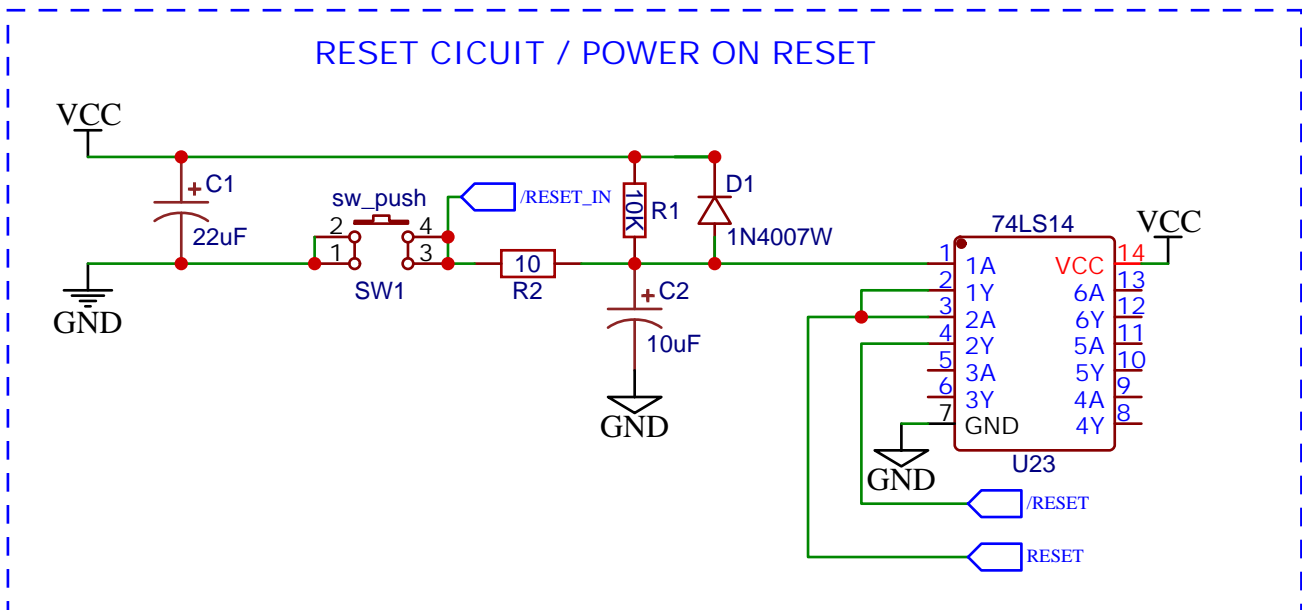 RESET CICUIT / POWER ON RESET
VCC
C1
22uF
GND
sw_push
2
4
1
3
SW1
/RESET_IN
10
R2
10K
R1
D1
1N4007W
C2
10uF
GND
74LS14
VCC
1 1A VCC 14
2 1Y 6A 13
3 2A 6Y 12
4 2Y 5A 11
5 3A 5Y 10
6 3Y 4A 9
7 GND 4Y 8
GND
U23
/RESET
RESET